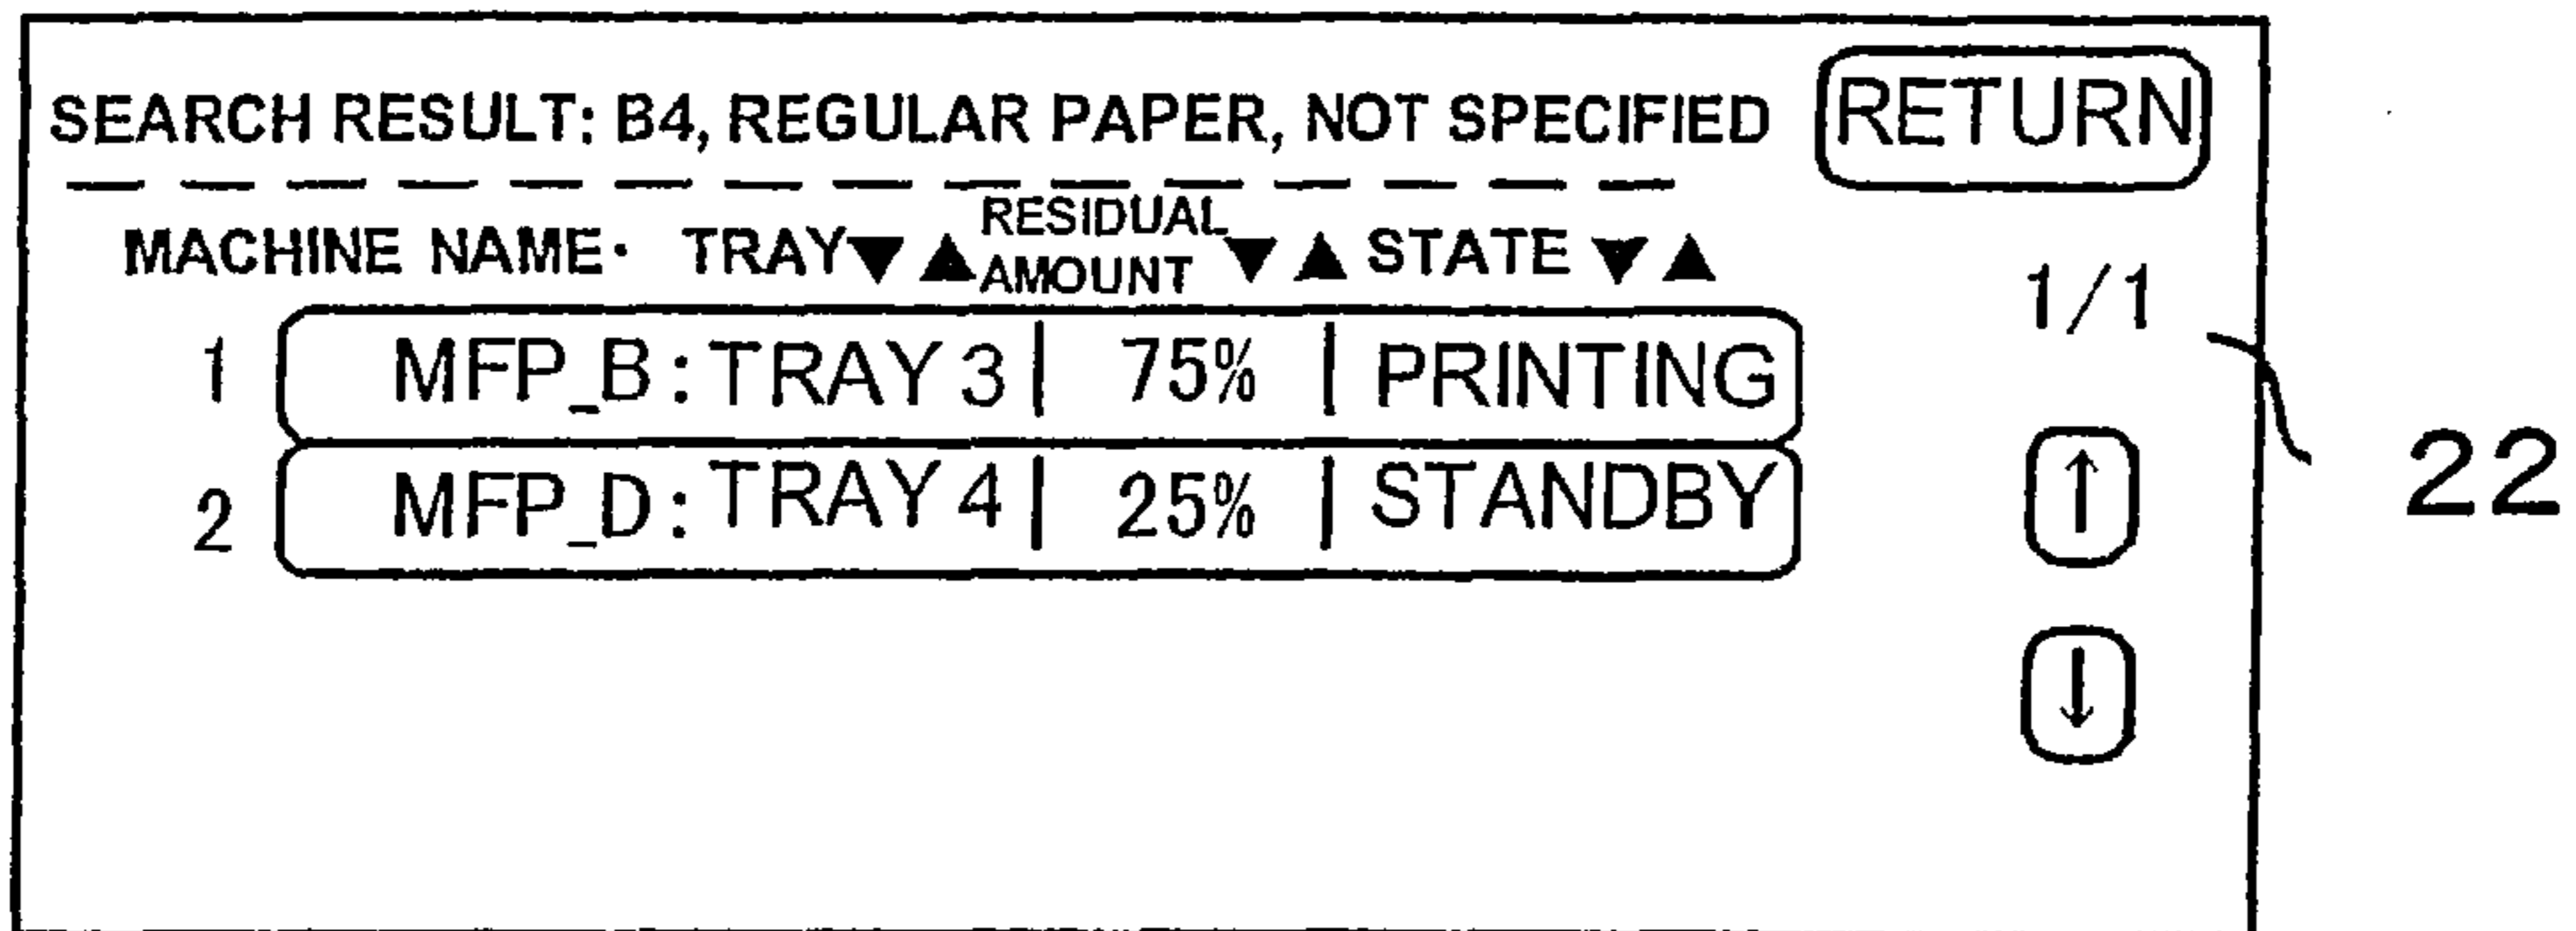 SEARCH RESULT: B4, REGULAR PAPER, NOT SPECIFIED RETURN
MACHINE NAME· TRAY▼▲ RESIDUAL AMOUNT ▼▲ STATE ▼▲
1/1
1 MFP_B:TRAY 3 | 75% | PRINTING
2 MFP_D:TRAY 4 | 25% | STANDBY
↑
22
↓